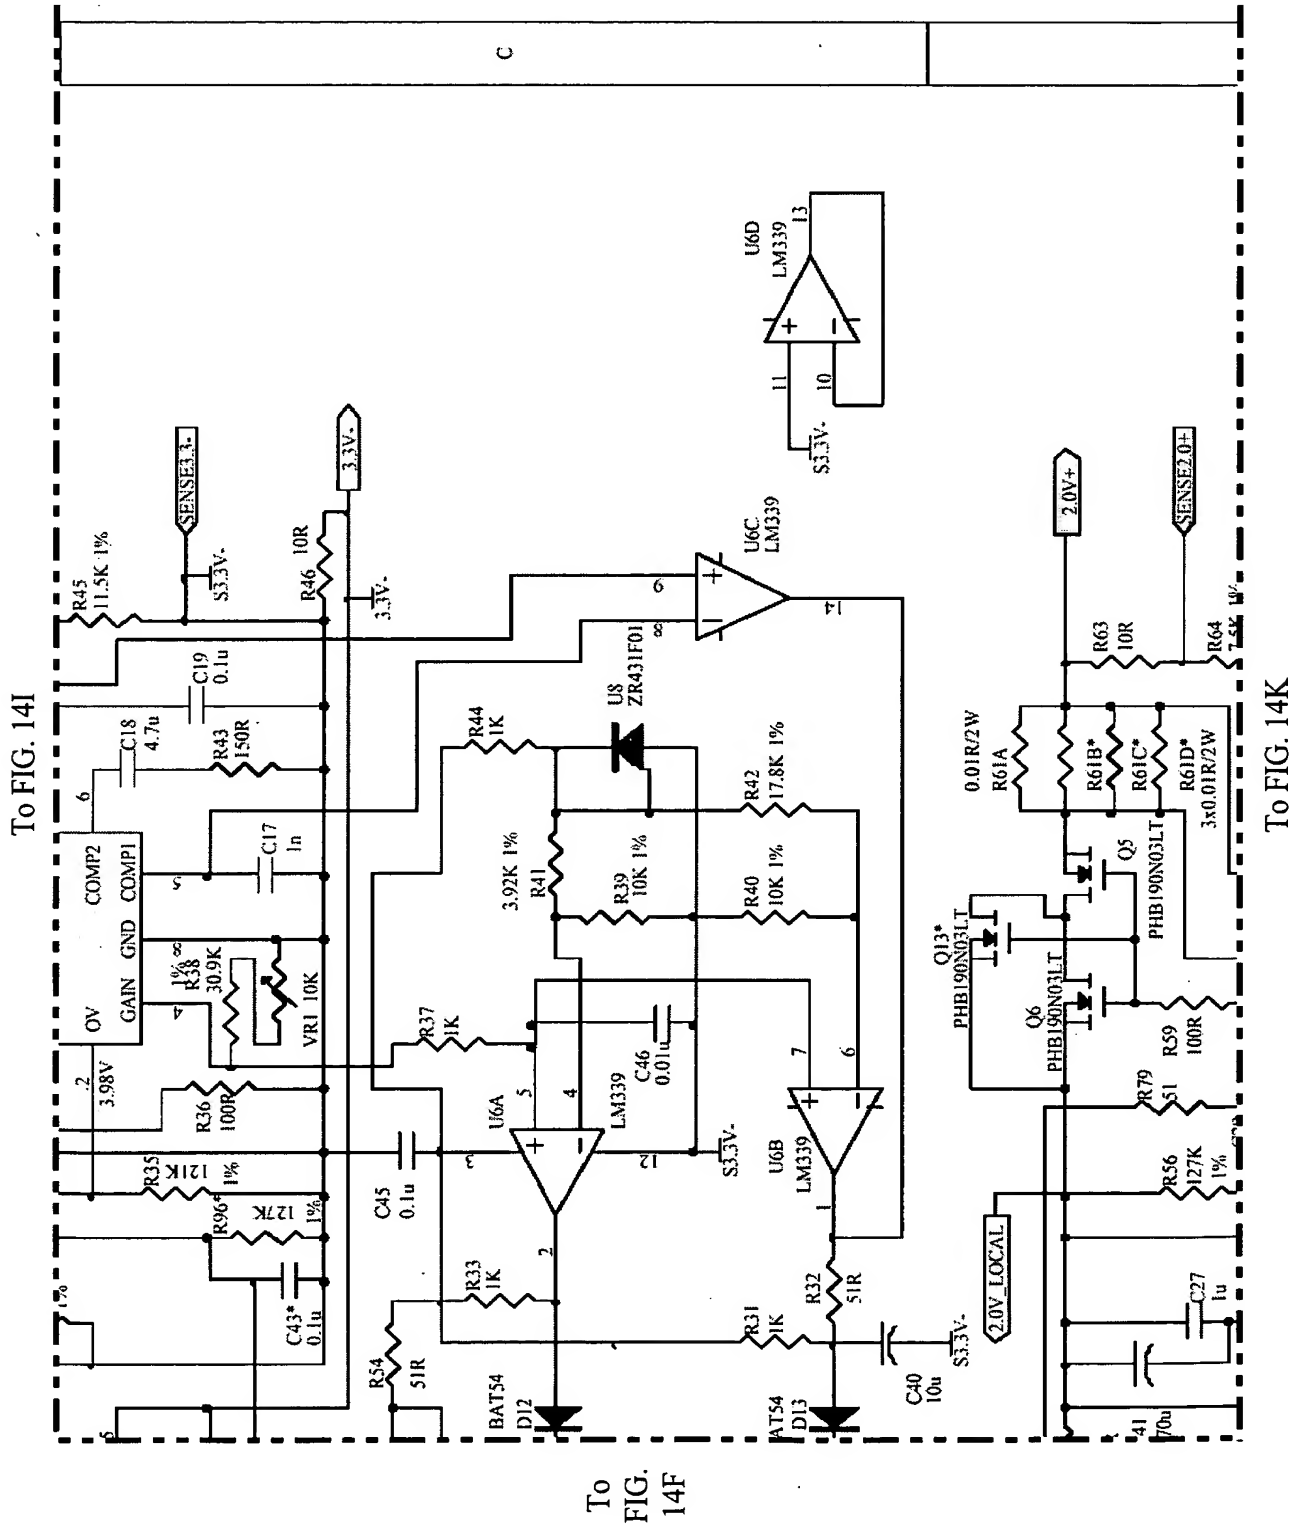 C
To FIG. 14I
To
FIG.
14F
To FIG. 14K
R45
11.5K 1%
SENSE3.3-
S3.3V-
C19
0.1u
C18
4.7u
R43
150R
6
COMP2
COMP1
GND
GAIN
OV
5
8
4
C17
1n
1%
R38
30.9K
VR1 10K
.2
3.98V
R36
100R
R35
121K
1%
R96*
127K
1%
C43*
0.1u
1%
5
R46 10R
3.3V-
3.3V-
9
8
U6C
LM339
14
U6D
LM339
13
11
10
S3.3V-
R44
1K
U8
ZR431F01
3.92K 1%
R41
R39
10K 1%
R42
17.8K 1%
R40
10K 1%
R37
1K
C46
0.01u
5
4
U6A
LM339
3
12
2
S3.3V-
C45
0.1u
R33
1K
R54
51R
BAT54
D12
7
6
U6B
LM339
1
R32
51R
R31
1K
AT54
D13
C40
10u
S3.3V-
2.0V+
SENSE2.0+
R63
10R
R64
7.5K 1%
0.01R/2W
R61A
R61B*
R61C*
R61D*
3x0.01R/2W
Q5
PHB190N03LT
Q13*
PHB190N03LT
Q6
PHB190N03LT
R59
100R
R79
51
R56
127K
1%
2.0V_LOCAL
C27
1u
41
70u